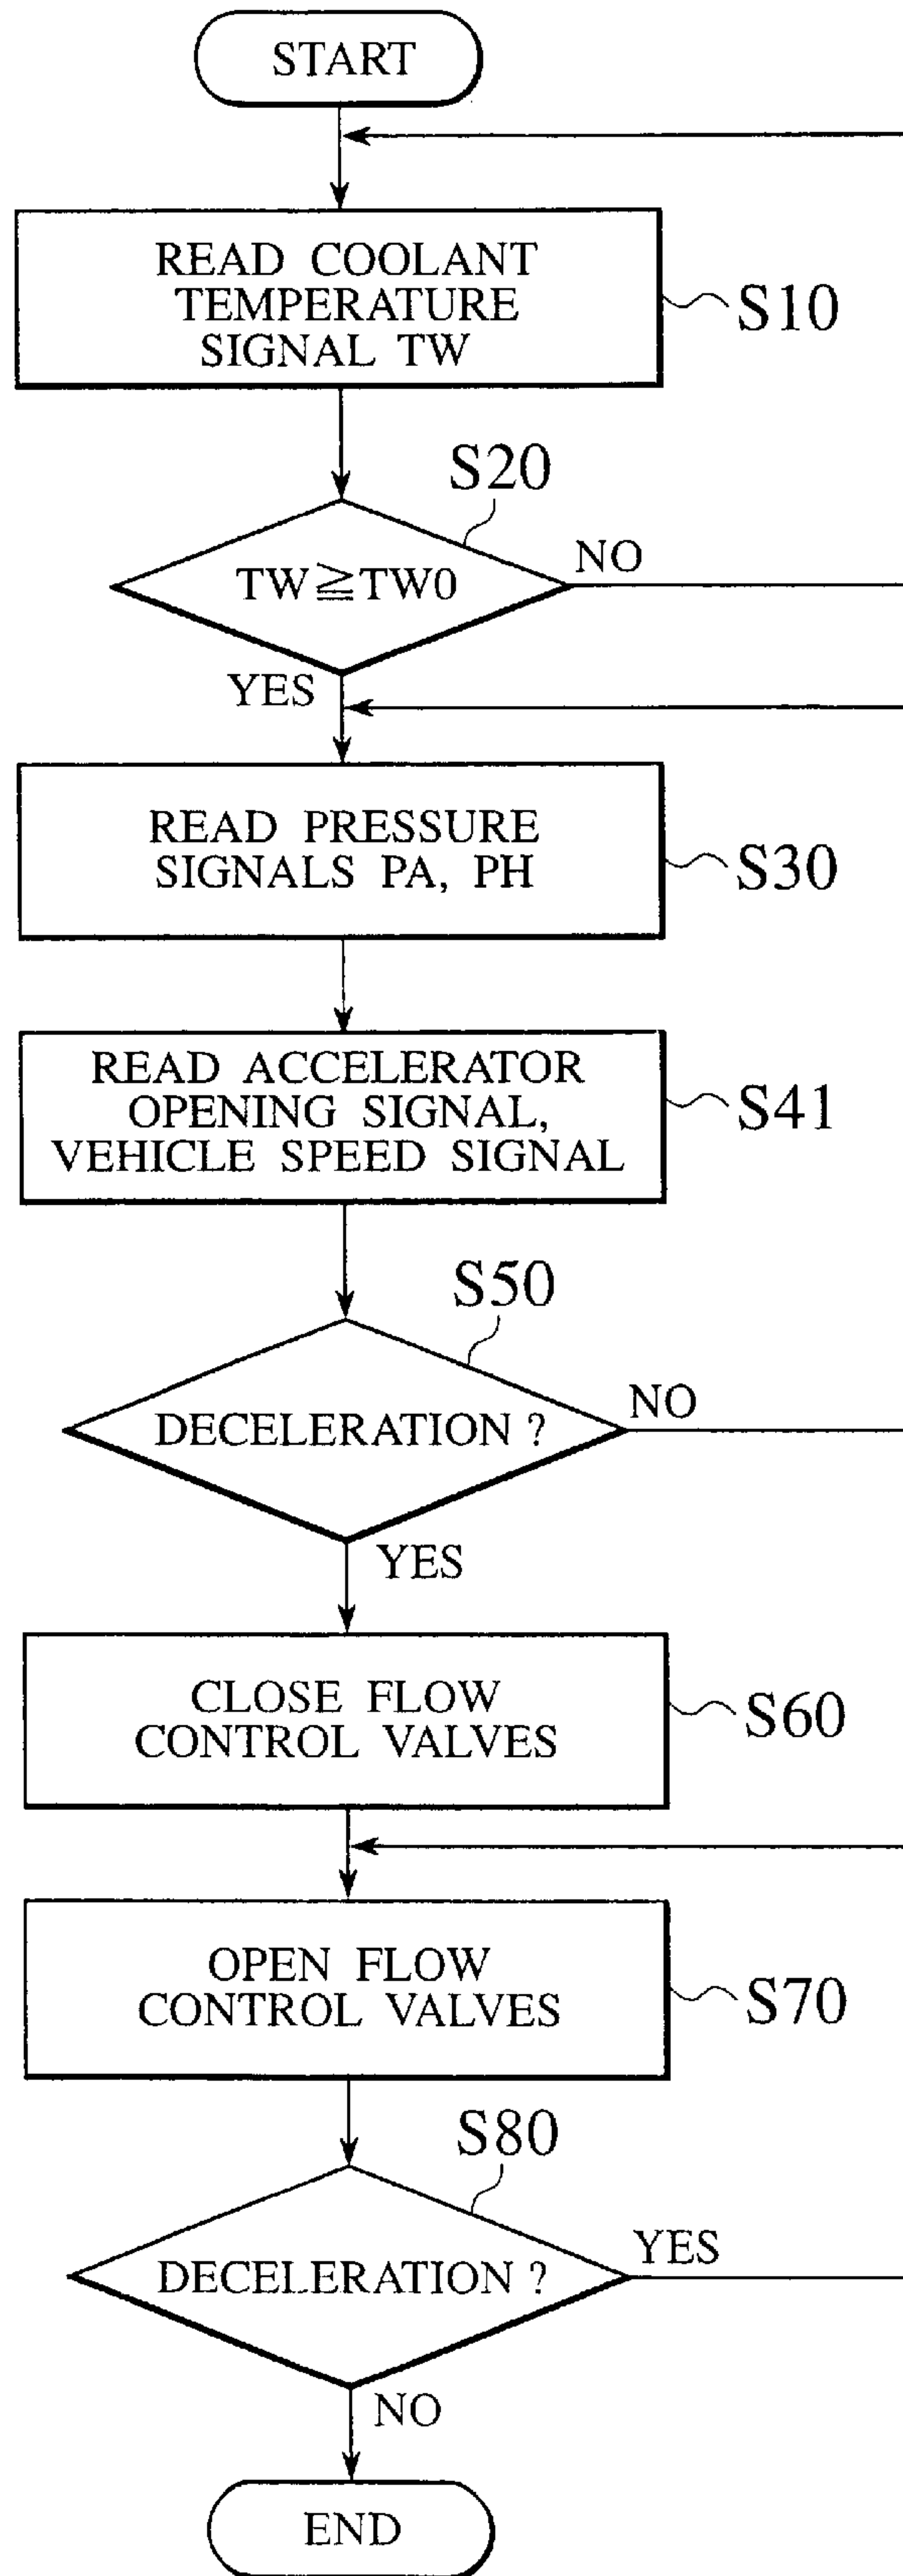 START
READ COOLANT
TEMPERATURE
SIGNAL TW
S10
S20
TW≧TW0
NO
YES
READ PRESSURE
SIGNALS PA, PH
S30
READ ACCELERATOR
OPENING SIGNAL,
VEHICLE SPEED SIGNAL
S41
S50
DECELERATION ?
NO
YES
CLOSE FLOW
CONTROL VALVES
S60
OPEN FLOW
CONTROL VALVES
S70
S80
DECELERATION ?
YES
NO
END